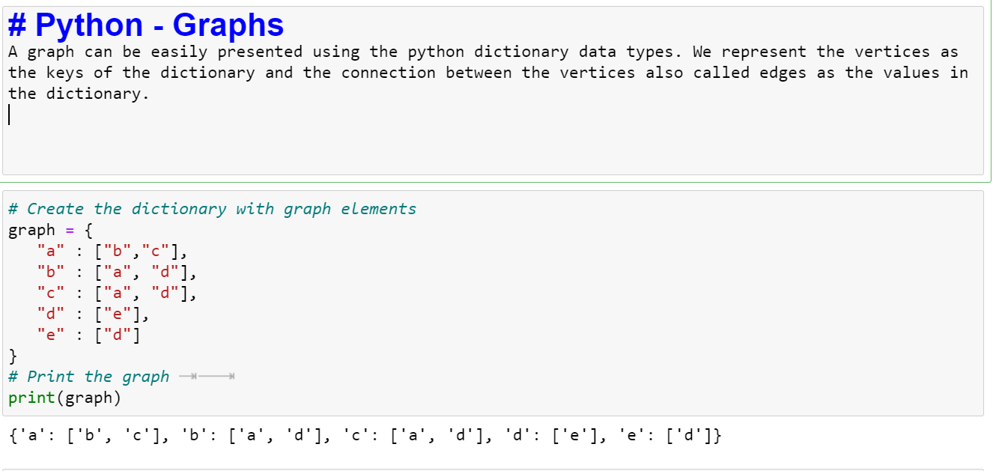 # Python - Graphs
A graph can be easily presented using the python dictionary data types. We represent the vertices as
the keys of the dictionary and the connection between the vertices also called edges as the values in
the dictionary.
# Create the dictionary with graph elements
graph = {
   "a" : ["b","c"],
   "b" : ["a", "d"],
   "c" : ["a", "d"],
   "d" : ["e"],
   "e" : ["d"]
}
# Print the graph
print(graph)
{'a': ['b', 'c'], 'b': ['a', 'd'], 'c': ['a', 'd'], 'd': ['e'], 'e': ['d']}